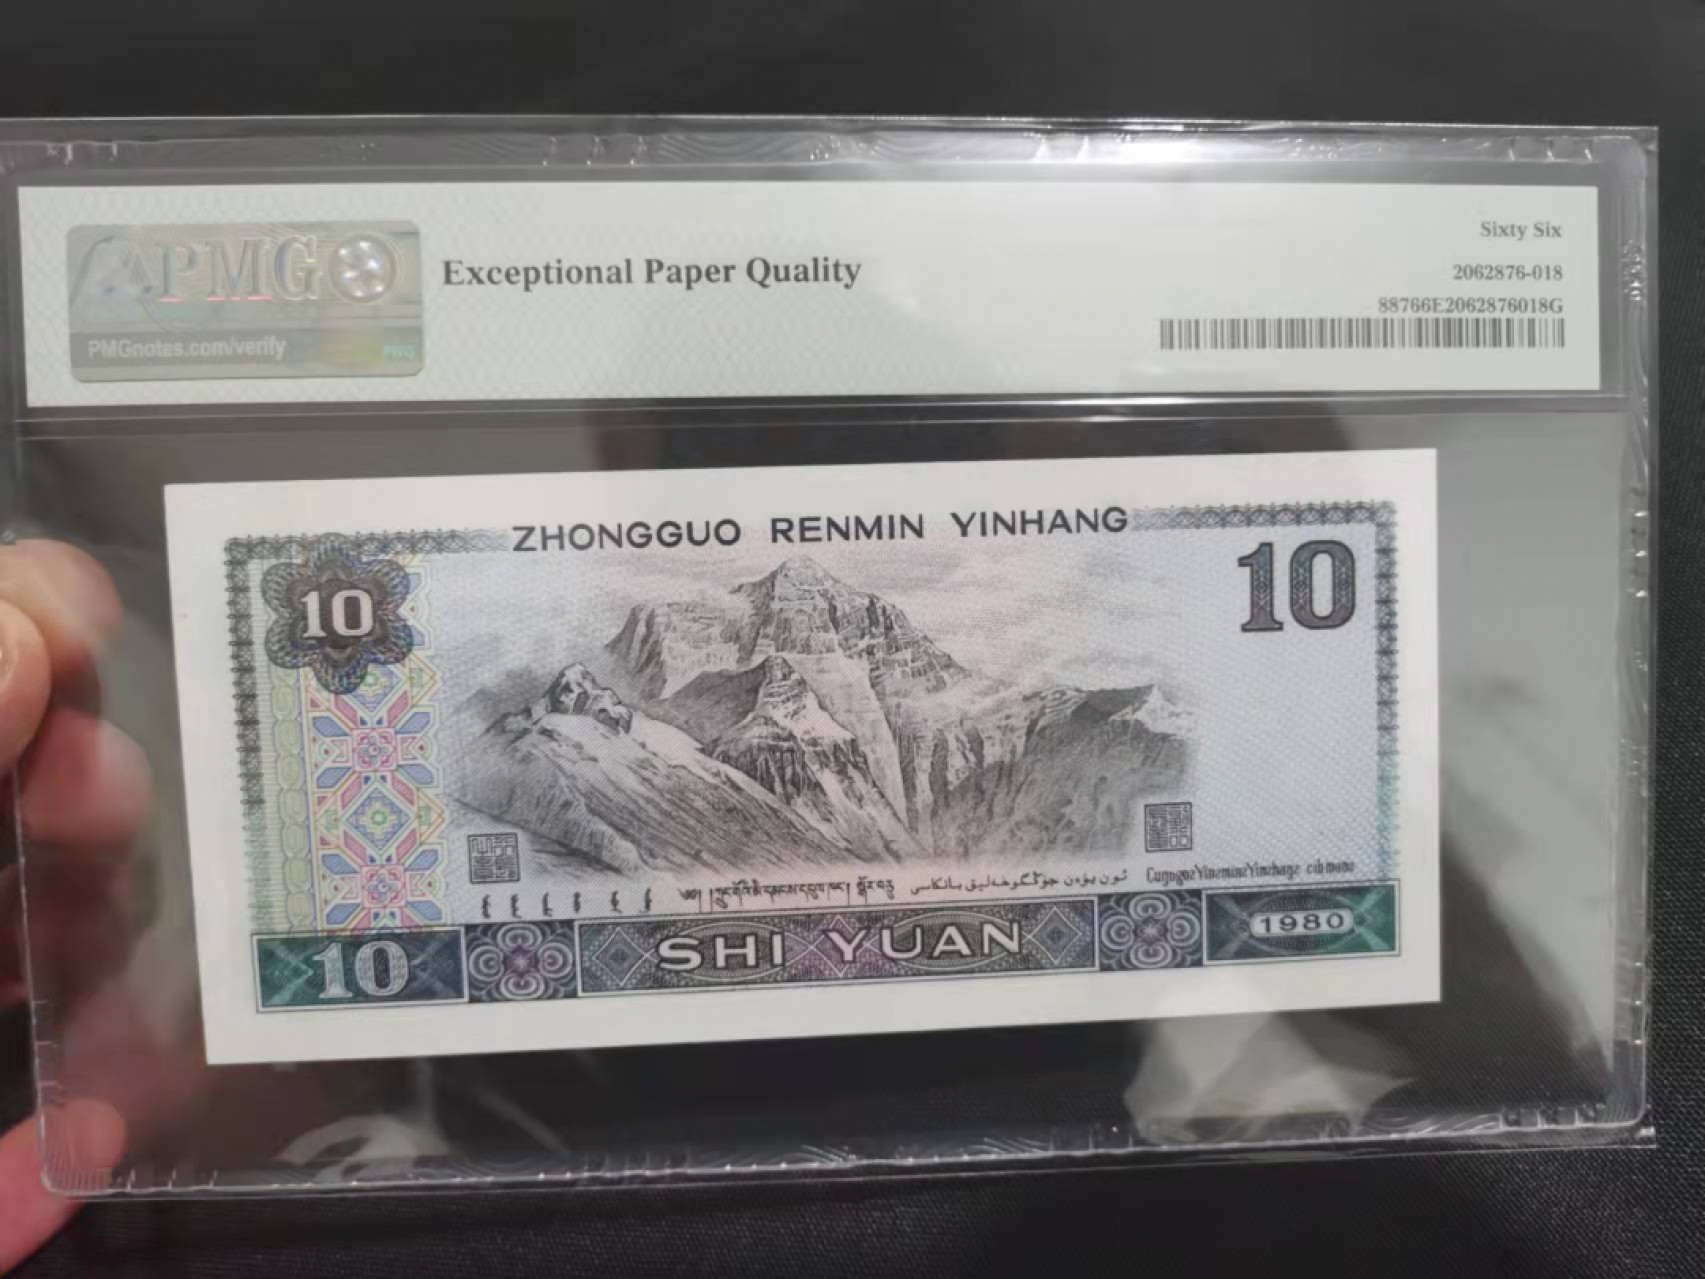 PMG
PMGnotes.com/verify
PMG
Exceptional Paper Quality
Sixty Six
2062876-018
88766E2062876018G
ZHONGGUO RENMIN YINHANG
10
10
10
SHI YUAN
1980